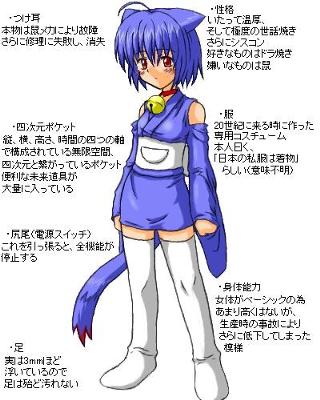 ・つけ耳
本物は鼠メカにより故障
さらに修理に失敗し、消失
・性格
いたって温厚、
そして極度の世話焼き
さらにシスコン
好きなものはドラ焼き
嫌いなものは鼠
・服
20世紀に来る時に作った
専用コスチューム
本人曰く、
「日本の私服は着物」
らしい(意味不明)
・四次元ポケット
縦、横、高さ、時間の四つの軸
で構成されている無限空間、
四次元と繋がっているポケット
便利な未来道具が
大量に入っている
・尻尾(電源スイッチ)
これを引っ張ると、全機能が
停止する
・身体能力
女体がベーシックの為
あまり高くはないが、
生産時の事故により
さらに低下してしまった
模様
・足
実は3mmほど
浮いているので
足は殆ど汚れない